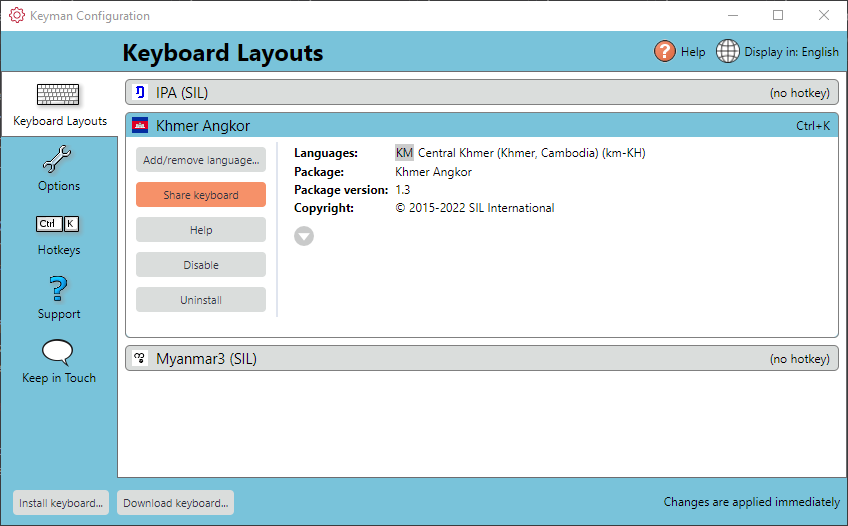 Keyman Configuration
Keyboard Layouts
Help
Display in: English
Keyboard Layouts
Options
Ctrl K
Hotkeys
Support
Keep in Touch
IPA (SIL) (no hotkey)
Khmer Angkor Ctrl+K
Add/remove language...
Share keyboard
Help
Disable
Uninstall
Languages: KM Central Khmer (Khmer, Cambodia) (km-KH)
Package: Khmer Angkor
Package version: 1.3
Copyright: © 2015-2022 SIL International
Myanmar3 (SIL) (no hotkey)
Install keyboard...
Download keyboard...
Changes are applied immediately